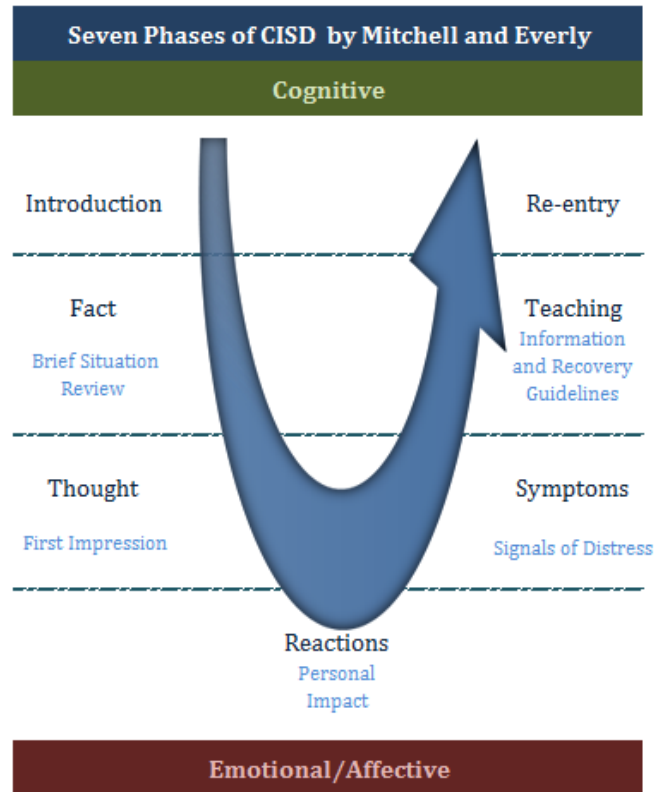 Seven Phases of CISD by Mitchell and Everly
Cognitive
Introduction
Re-entry
Fact
Brief Situation
Review
Teaching
Information
and Recovery
Guidelines
Thought
First Impression
Symptoms
Signals of Distress
Reactions
Personal
Impact
Emotional/Affective